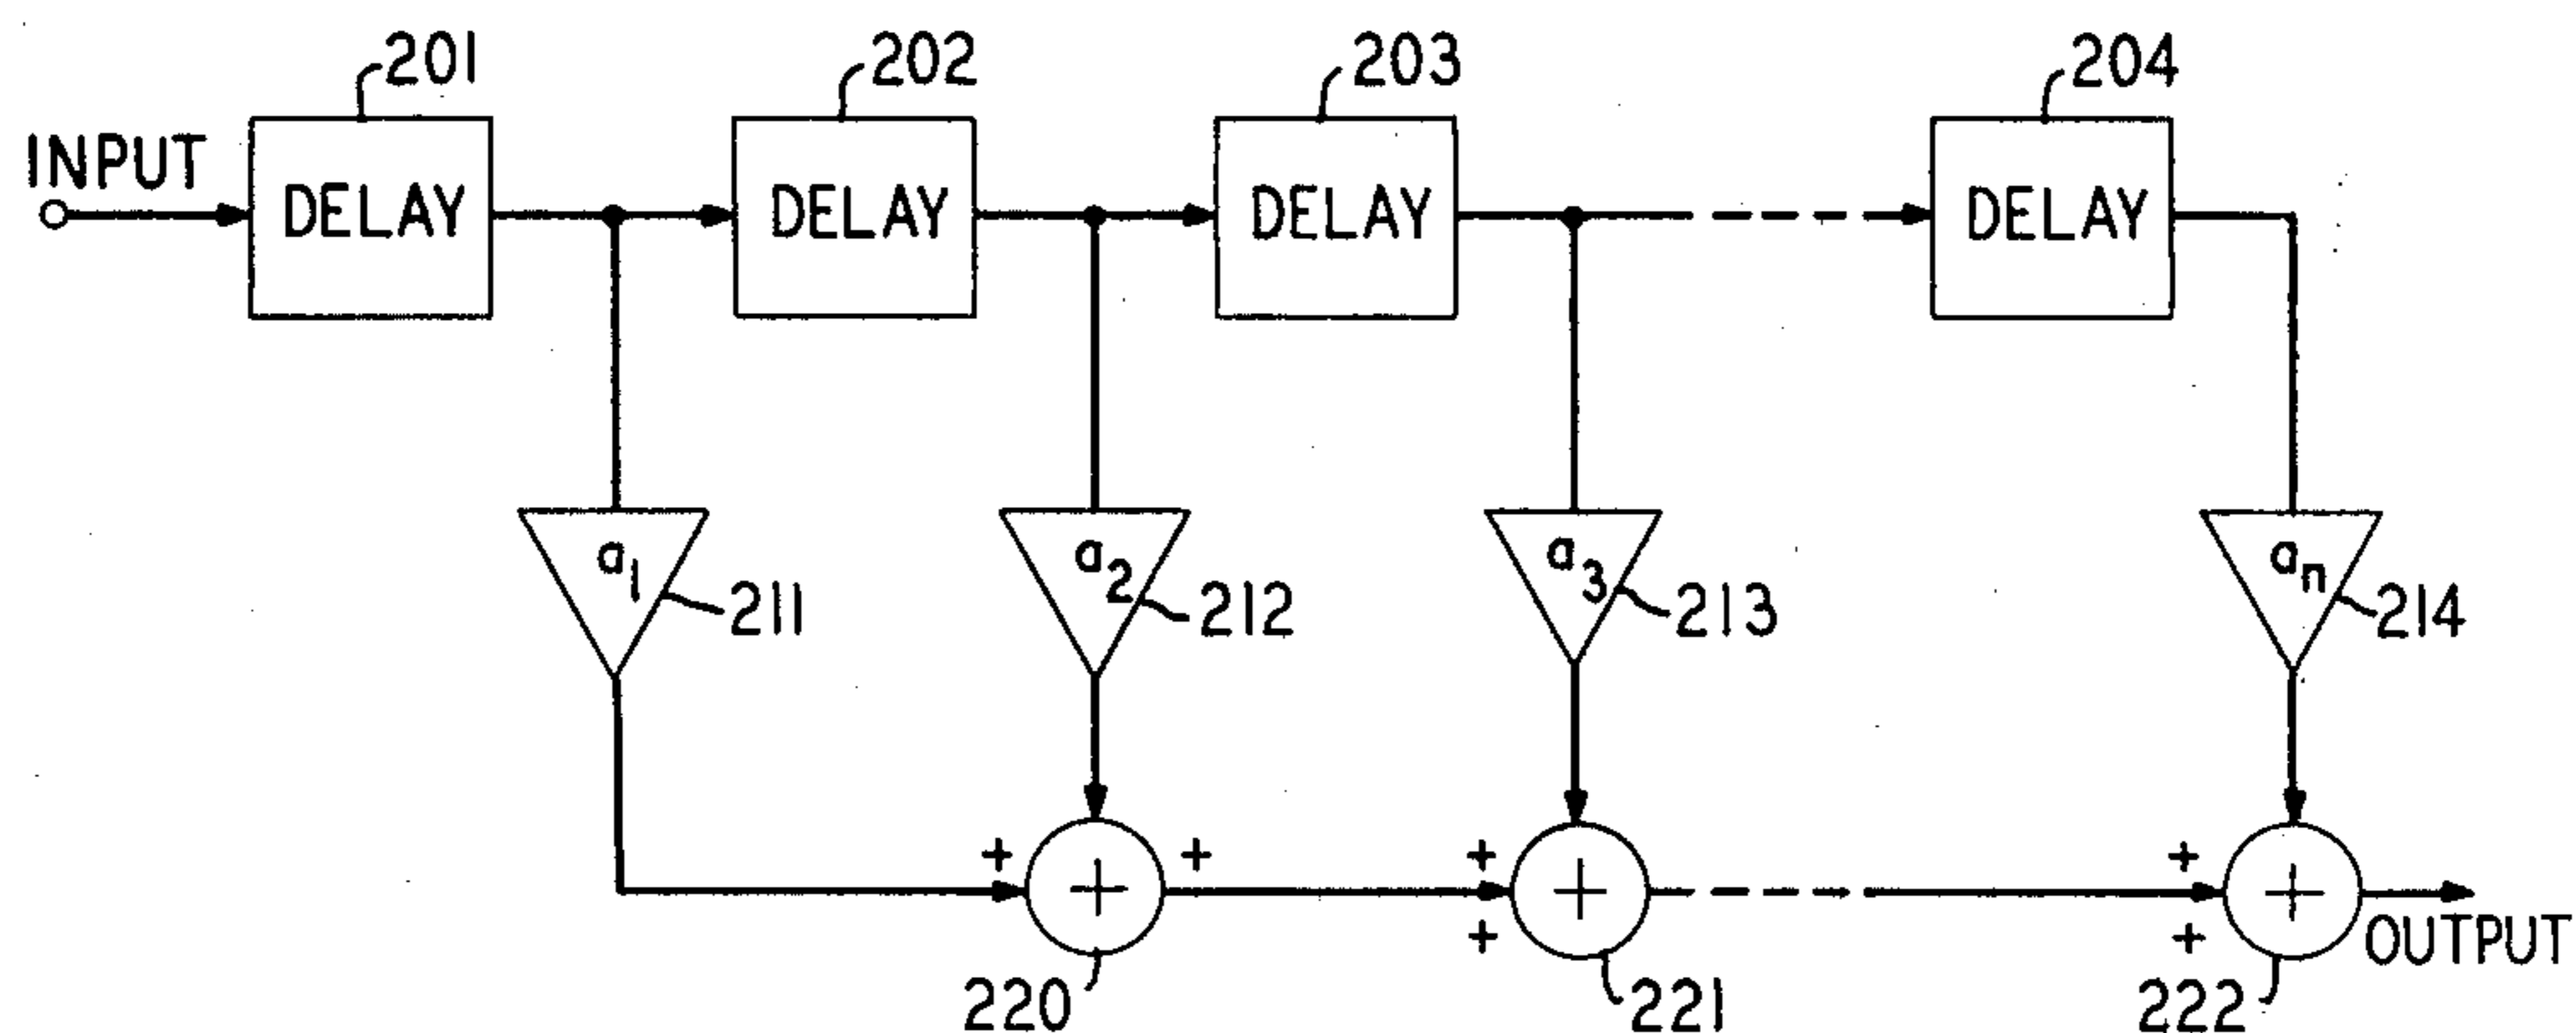 201 202 203 204
INPUT DELAY DELAY DELAY DELAY
a1 a2 a3 an
211 212 213 214
+ + + +
+ + +
+ +
OUTPUT
220 221 222